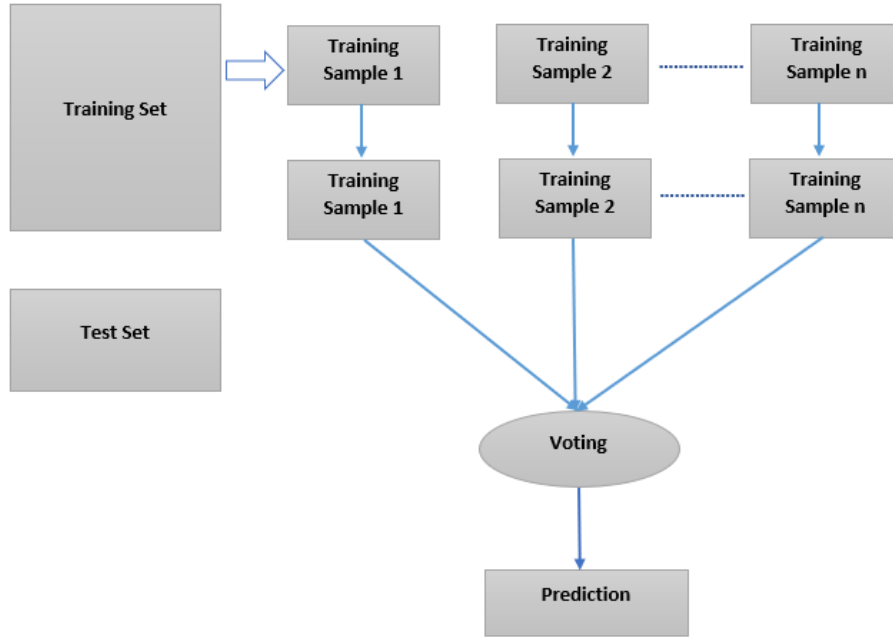 Training Set
Training
Sample 1
Training
Sample 2
Training
Sample n
Training
Sample 1
Training
Sample 2
Training
Sample n
Test Set
Voting
Prediction